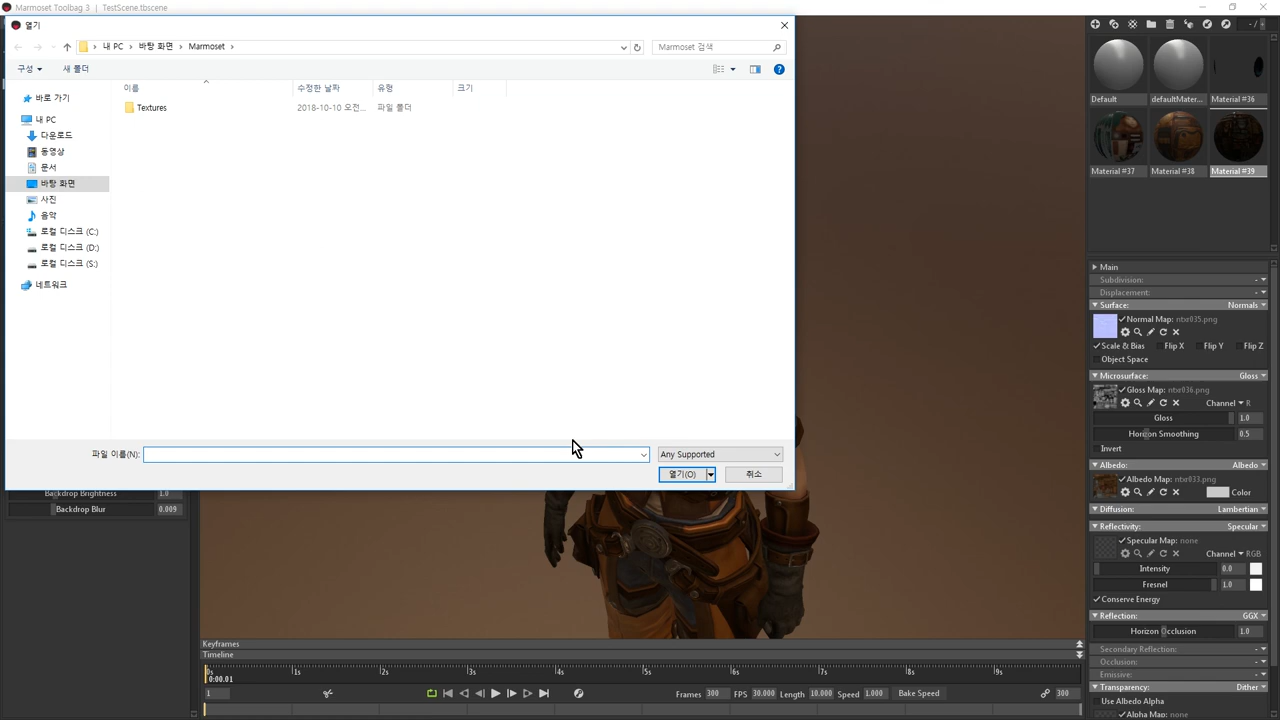 Marmoset Toolbag 3 | TestScene.tbscene
열기
내 PC > 바탕 화면 > Marmoset >
Marmoset 검색
구성
새 폴더
이름
수정한 날짜
유형
크기
Textures
2018-10-10 오전...
파일 폴더
바로 가기
내 PC
다운로드
동영상
문서
바탕 화면
사진
음악
로컬 디스크 (C:)
로컬 디스크 (D:)
로컬 디스크 (S:)
네트워크
파일 이름(N):
Any Supported
열기(O)
취소
Backdrop Brightness 1.0
Backdrop Blur 0.009
Default
defaultMater...
Material #36
Material #37
Material #38
Material #39
Main
Subdivision: -
Displacement: -
Surface: Normals
Normal Map: ntxr035.png
Scale & Bias Flip X Flip Y Flip Z
Object Space
Microsurface: Gloss
Gloss Map: ntxr036.png
Channel R
Gloss 1.0
Horizon Smoothing 0.5
Invert
Albedo: Albedo
Albedo Map: ntxr033.png
Color
Diffusion: Lambertian
Reflectivity: Specular
Specular Map: none
Channel RGB
Intensity 0.0
Fresnel 1.0
Conserve Energy
Reflection: GGX
Horizon Occlusion 1.0
Secondary Reflection: -
Occlusion: -
Emissive: -
Transparency: Dither
Use Albedo Alpha
Alpha Map: none
Keyframes
Timeline
0s 1s 2s 3s 4s 5s 6s 7s 8s 9s
0:00.01
1
Frames 300 FPS 30.000 Length 10.000 Speed 1.000 Bake Speed
300